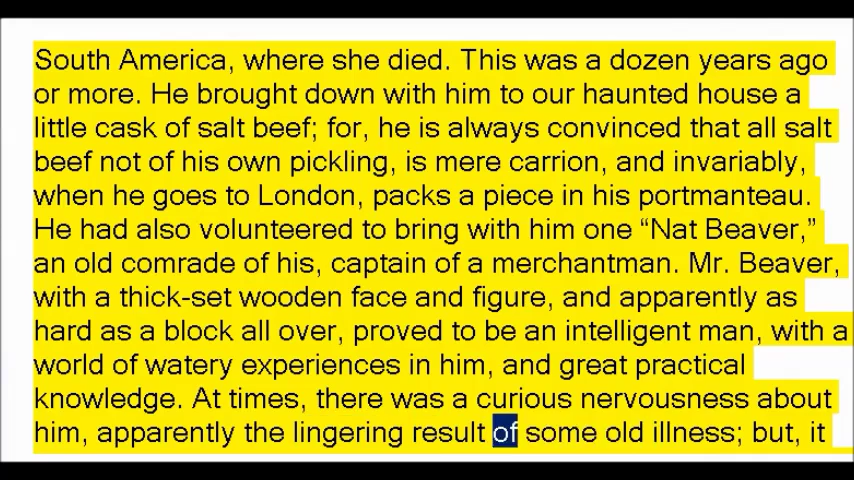 South America, where she died. This was a dozen years ago
or more. He brought down with him to our haunted house a
little cask of salt beef; for, he is always convinced that all salt
beef not of his own pickling, is mere carrion, and invariably,
when he goes to London, packs a piece in his portmanteau.
He had also volunteered to bring with him one “Nat Beaver,”
an old comrade of his, captain of a merchantman. Mr. Beaver,
with a thick-set wooden face and figure, and apparently as
hard as a block all over, proved to be an intelligent man, with a
world of watery experiences in him, and great practical
knowledge. At times, there was a curious nervousness about
him, apparently the lingering result of some old illness; but, it